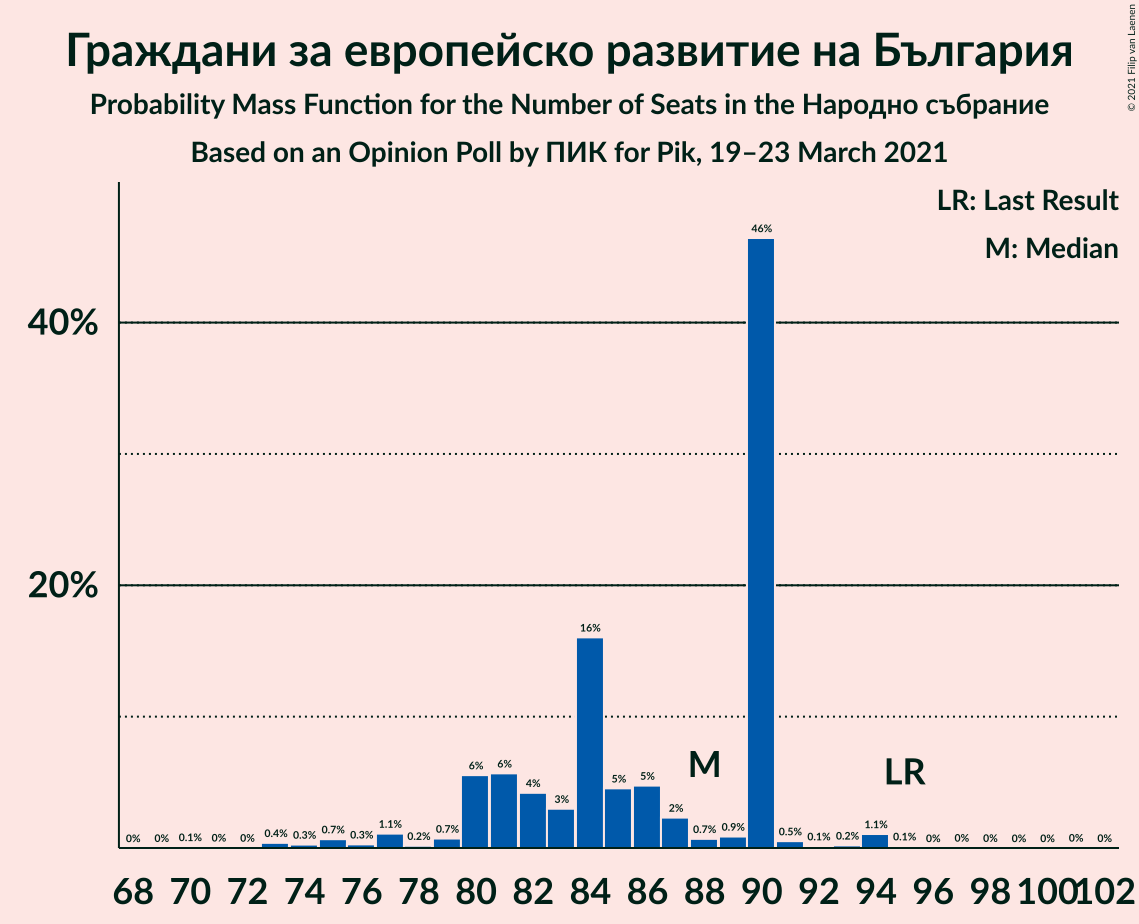 Граждани за европейско развитие на България
Probability Mass Function for the Number of Seats in the Народно събрание
Based on an Opinion Poll by ПИК for Pik, 19–23 March 2021
© 2021 Filip van Laenen
LR: Last Result
M: Median
40%
20%
0% 0% 0.1% 0% 0% 0.4% 0.3% 0.7% 0.3% 1.1% 0.2% 0.7% 6% 6% 4% 3% 16% 5% 5% 2% 0.7% 0.9% 46% 0.5% 0.1% 0.2% 1.1% 0.1% 0% 0% 0% 0% 0% 0% 0%
M LR
68 70 72 74 76 78 80 82 84 86 88 90 92 94 96 98 100 102